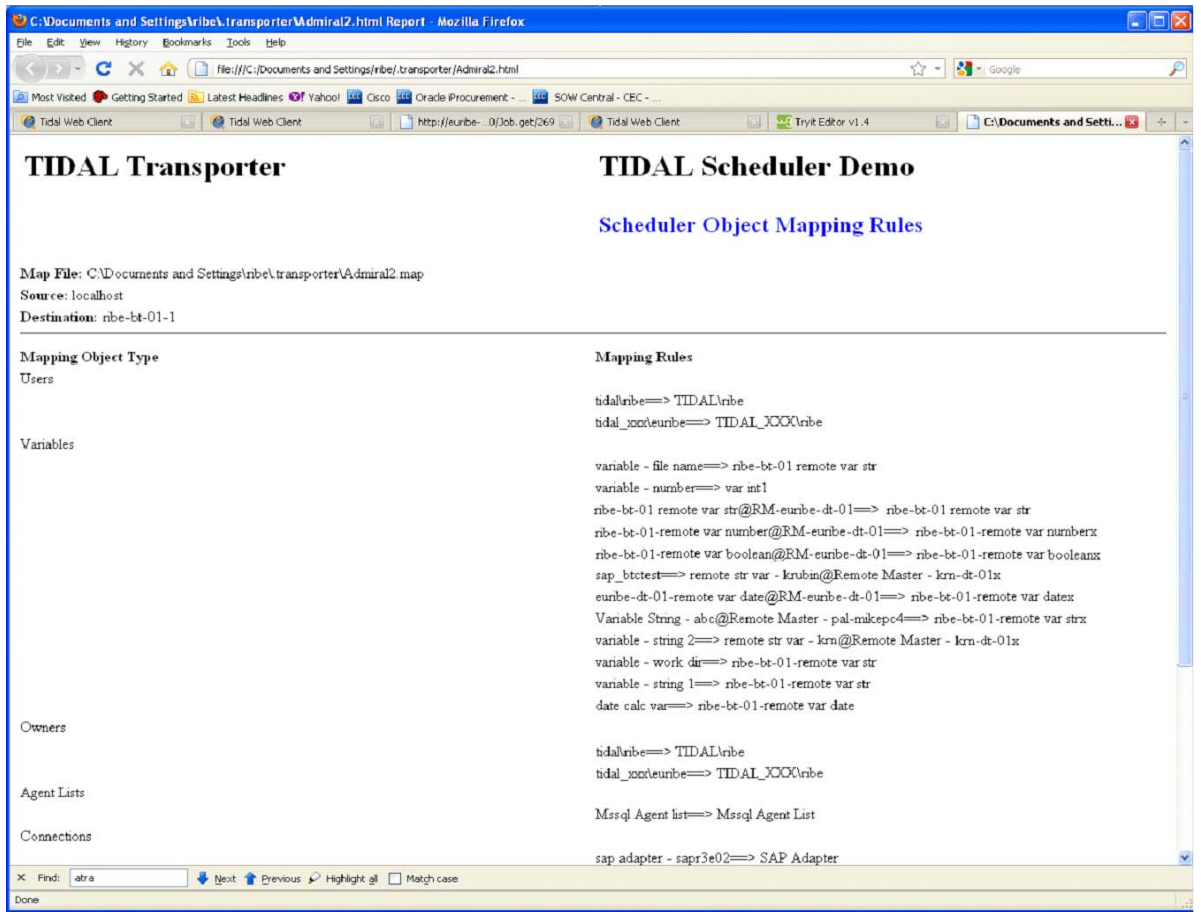 C:\Documents and Settings\ribe\.transporter\Admiral2.html Report - Mozilla Firefox
File Edit View History Bookmarks Tools Help
file:///C:/Documents and Settings/ribe/.transporter/Admiral2.html Google
Most Visited Getting Started Latest Headlines Yahoo! Cisco Oracle iProcurement - ... SOW Central - CEC - ...
Tidal Web Client Tidal Web Client http://euribe-...0/Job.get/269 Tidal Web Client Tryit Editor v1.4 C:\Documents and Setti...
TIDAL Transporter TIDAL Scheduler Demo
Scheduler Object Mapping Rules
Map File: C:\Documents and Settings\ribe\.transporter\Admiral2.map
Source: localhost
Destination: ribe-bt-01-1
Mapping Object Type Mapping Rules
Users
tidal\ribe==> TIDAL\ribe
tidal_xxx\euribe==> TIDAL_XXX\ribe
Variables
variable - file name==> ribe-bt-01 remote var str
variable - number==> var int1
ribe-bt-01 remote var str@RM-euribe-dt-01==> ribe-bt-01 remote var str
ribe-bt-01-remote var number@RM-euribe-dt-01==> ribe-bt-01-remote var numberx
ribe-bt-01-remote var boolean@RM-euribe-dt-01==> ribe-bt-01-remote var booleanx
sap_btctest==> remote str var - krubin@Remote Master - krn-dt-01x
euribe-dt-01-remote var date@RM-euribe-dt-01==> ribe-bt-01-remote var datex
Variable String - abc@Remote Master - pal-mikepc4==> ribe-bt-01-remote var strx
variable - string 2==> remote str var - krn@Remote Master - krn-dt-01x
variable - work dir==> ribe-bt-01-remote var str
variable - string 1==> ribe-bt-01-remote var str
date calc var==> ribe-bt-01-remote var date
Owners
tidal\ribe==> TIDAL\ribe
tidal_xxx\euribe==> TIDAL_XXX\ribe
Agent Lists
Mssql Agent list==> Mssql Agent List
Connections
sap adapter - sapr3e02==> SAP Adapter
Find: atra Next Previous Highlight all Match case
Done